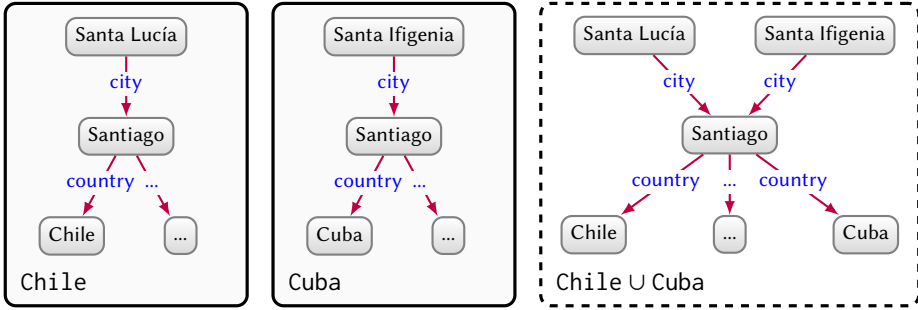 Santa Lucía
city
Santiago
country ...
Chile ...
Chile
Santa Ifigenia
city
Santiago
country ...
Cuba ...
Cuba
Santa Lucía Santa Ifigenia
city city
Santiago
country ... country
Chile ... Cuba
Chile ∪ Cuba